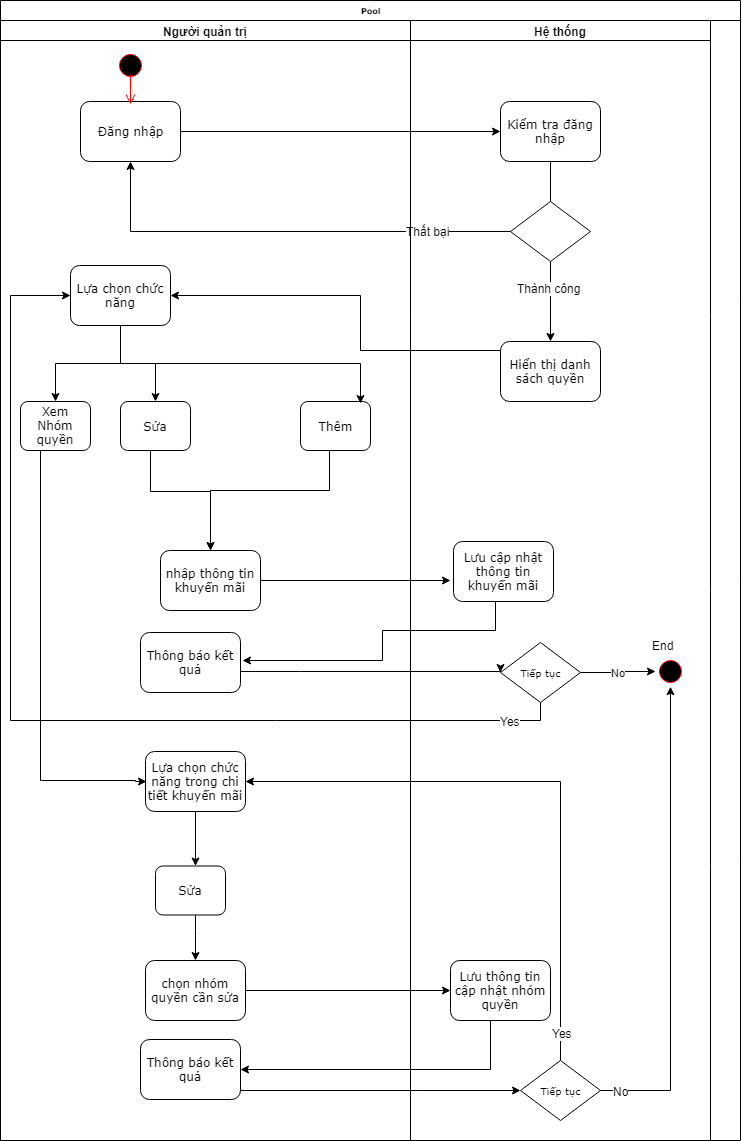 Pool
Người quản trị
Hệ thống
Đăng nhập
Kiểm tra đăng
nhập
Thất bại
Thành công
Lựa chọn chức
năng
Hiển thị danh
sách quyền
Xem
Nhóm
quyền
Sửa
Thêm
nhập thông tin
khuyến mãi
Lưu cập nhật
thông tin
khuyến mãi
Thông báo kết
quả
Tiếp tục
No
End
Yes
Lựa chọn chức
năng trong chi
tiết khuyến mãi
Sửa
chọn nhóm
quyền cần sửa
Lưu thông tin
cập nhật nhóm
quyền
Yes
Thông báo kết
quả
Tiếp tục
No